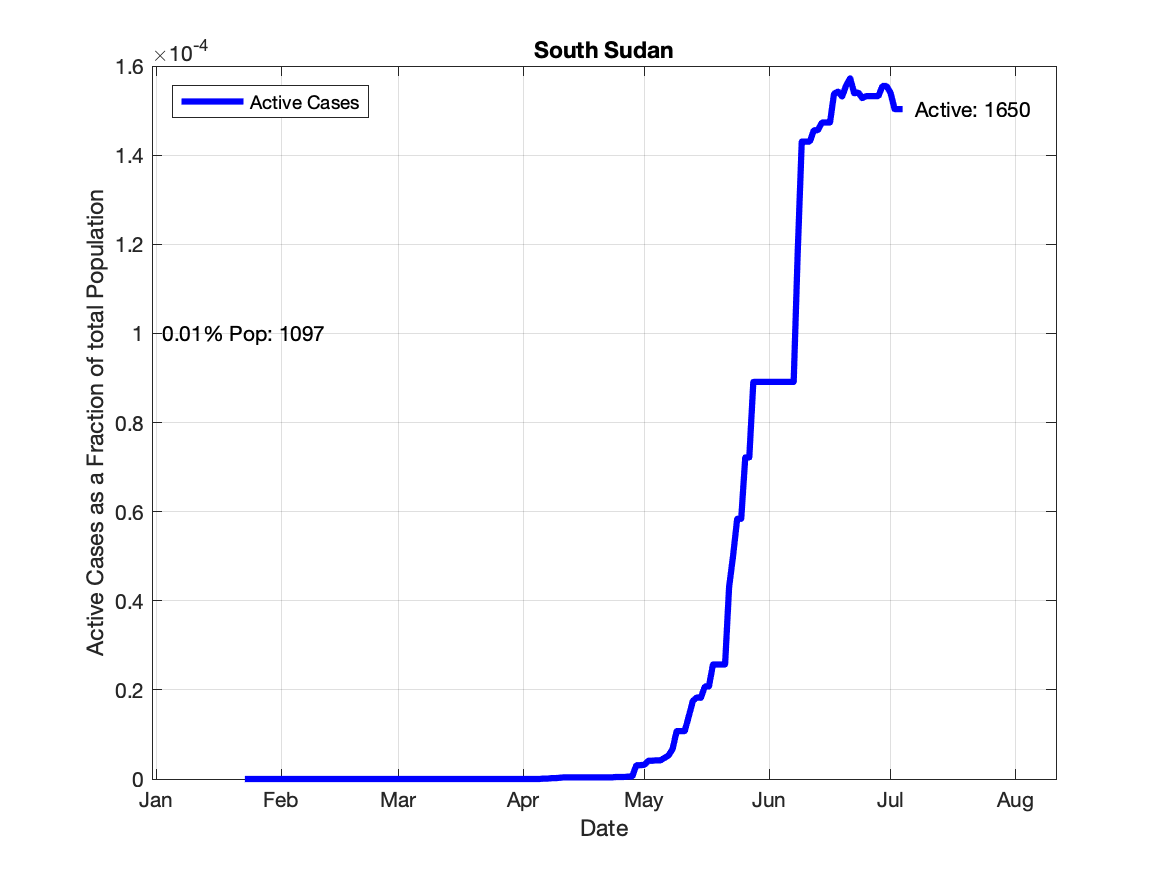 South Sudan
×10-4
1.6
1.4
1.2
1
0.8
0.6
0.4
0.2
0
Active Cases
Active: 1650
0.01% Pop: 1097
Active Cases as a Fraction of total Population
Jan Feb Mar Apr May Jun Jul Aug
Date